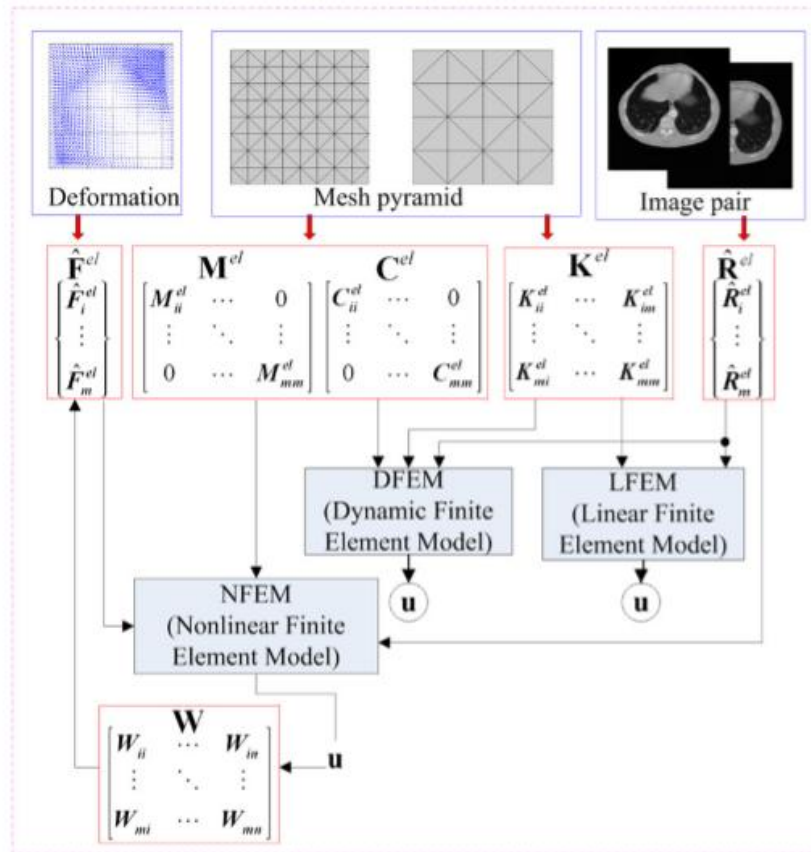 Deformation
Mesh pyramid
Image pair
F̂^el
M^el
C^el
K^el
R̂^el
{F̂_i^el ⋮ F̂_m^el}
[M_ii^el ⋯ 0 ⋮ ⋱ ⋮ 0 ⋯ M_mm^el]
[C_ii^el ⋯ 0 ⋮ ⋱ ⋮ 0 ⋯ C_mm^el]
[K_ii^el ⋯ K_im^el ⋮ ⋱ ⋮ K_mi^el ⋯ K_mm^el]
{R̂_i^el ⋮ R̂_m^el}
DFEM
(Dynamic Finite
Element Model)
LFEM
(Linear Finite
Element Model)
u
u
NFEM
(Nonlinear Finite
Element Model)
W
[W_ii ⋯ W_in ⋮ ⋱ ⋮ W_mi ⋯ W_mn]
u